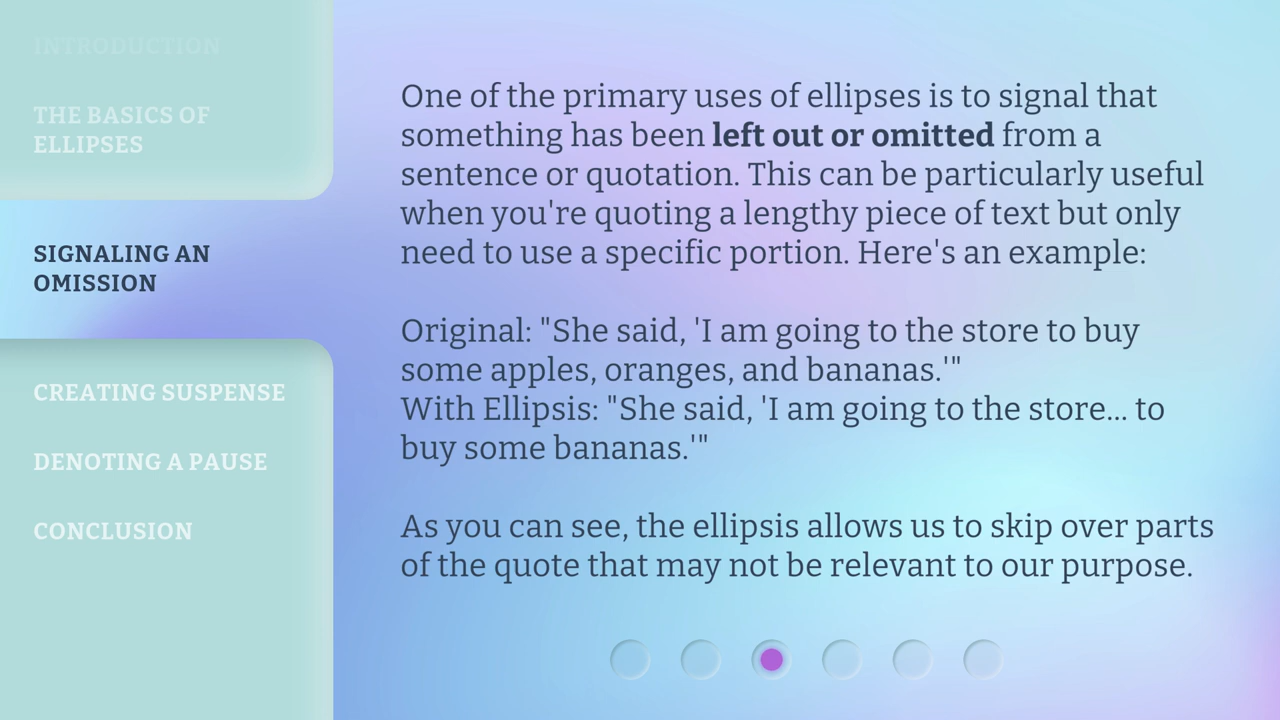 INTRODUCTION
THE BASICS OF
ELLIPSES
SIGNALING AN
OMISSION
CREATING SUSPENSE
DENOTING A PAUSE
CONCLUSION
One of the primary uses of ellipses is to signal that
something has been left out or omitted from a
sentence or quotation. This can be particularly useful
when you're quoting a lengthy piece of text but only
need to use a specific portion. Here's an example:
Original: "She said, 'I am going to the store to buy
some apples, oranges, and bananas.'"
With Ellipsis: "She said, 'I am going to the store... to
buy some bananas.'"
As you can see, the ellipsis allows us to skip over parts
of the quote that may not be relevant to our purpose.